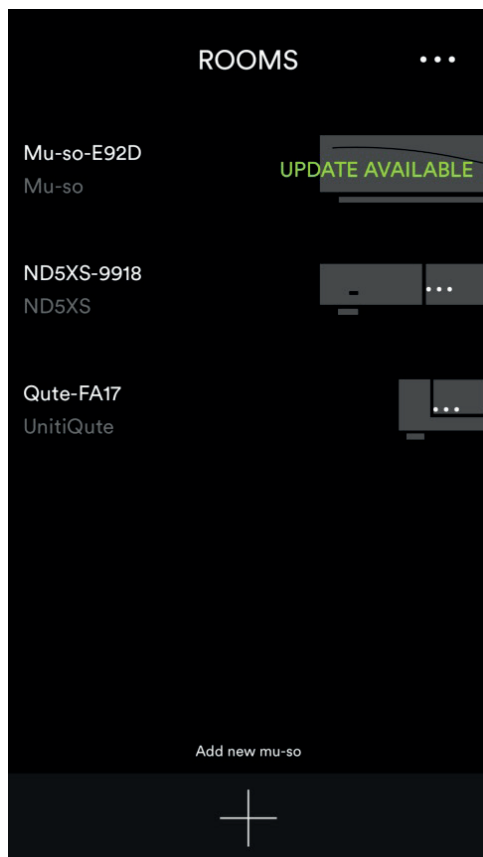 ROOMS
Mu-so-E92D
UPDATE AVAILABLE
Mu-so
ND5XS-9918
ND5XS
Qute-FA17
UnitiQute
Add new mu-so